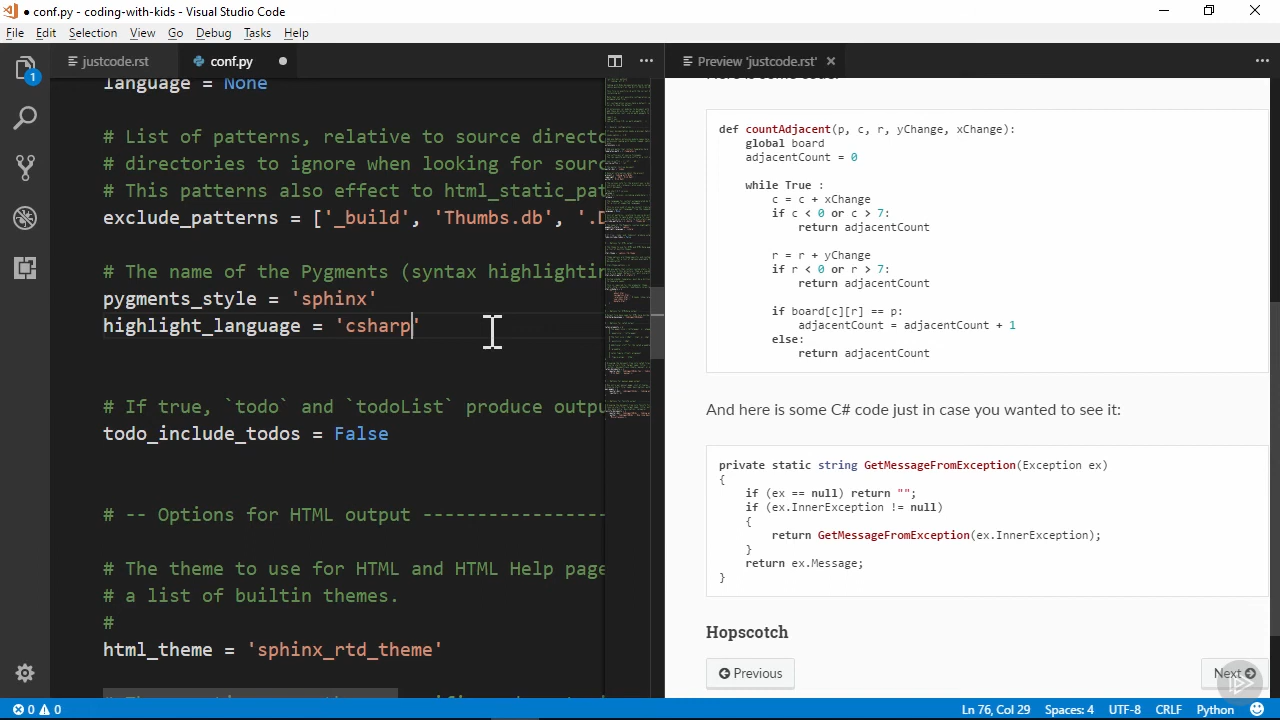 conf.py - coding-with-kids - Visual Studio Code
File Edit Selection View Go Debug Tasks Help
justcode.rst conf.py
Preview 'justcode.rst'
1
language = None
# List of patterns, relative to source directo
# directories to ignore when looking for sourc
# This patterns also effect to html_static_pat
exclude_patterns = ['_build', 'Thumbs.db', '.D
# The name of the Pygments (syntax highlightin
pygments_style = 'sphinx'
highlight_language = 'csharp'
# If true, `todo` and `todoList` produce outpu
todo_include_todos = False
# -- Options for HTML output -----------------
# The theme to use for HTML and HTML Help page
# a list of builtin themes.
#
html_theme = 'sphinx_rtd_theme'
Here is some code:
def countAdjacent(p, c, r, yChange, xChange):
global board
adjacentCount = 0
while True :
c = c + xChange
if c < 0 or c > 7:
return adjacentCount
r = r + yChange
if r < 0 or r > 7:
return adjacentCount
if board[c][r] == p:
adjacentCount = adjacentCount + 1
else:
return adjacentCount
And here is some C# code just in case you wanted to see it:
private static string GetMessageFromException(Exception ex)
{
if (ex == null) return "";
if (ex.InnerException != null)
{
return GetMessageFromException(ex.InnerException);
}
return ex.Message;
}
Hopscotch
Previous Next
0 0 Ln 76, Col 29 Spaces: 4 UTF-8 CRLF Python